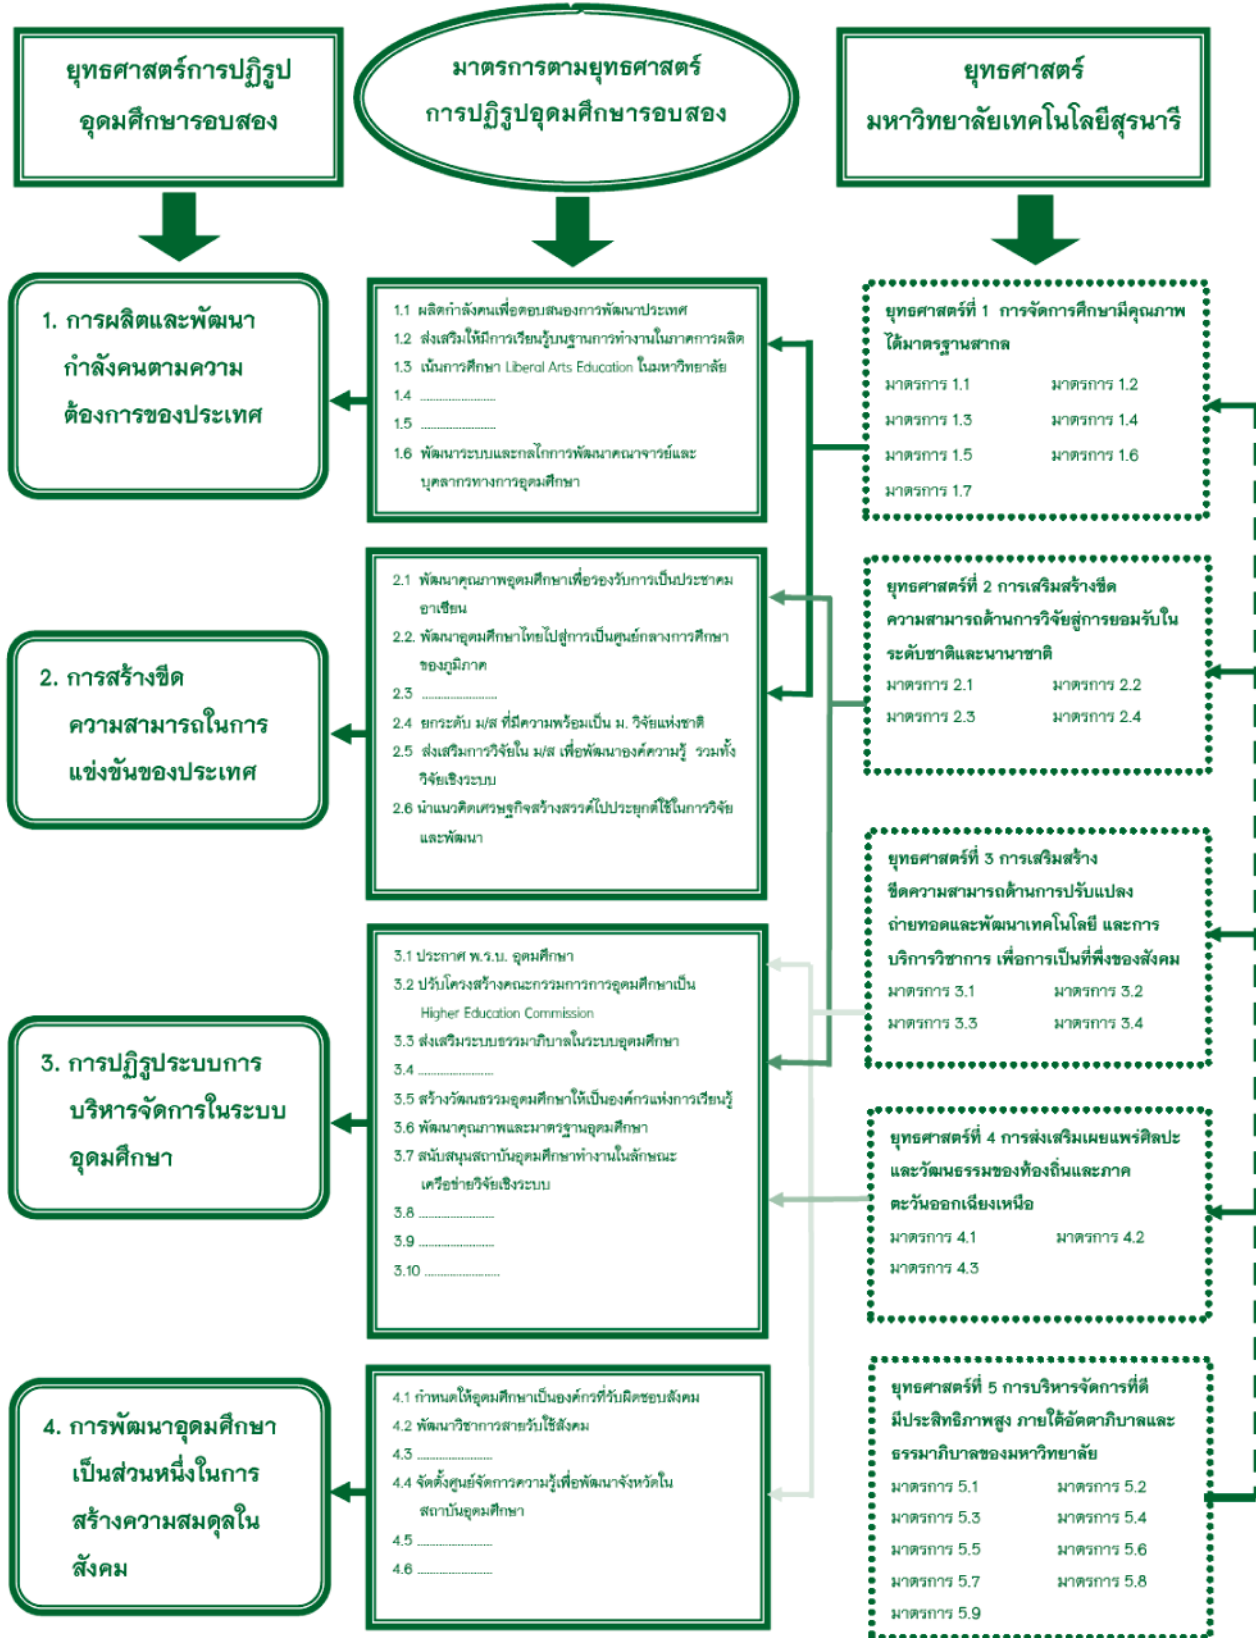 ยุทธศาสตร์การปฏิรูป
อุดมศึกษารอบสอง
มาตรการตามยุทธศาสตร์
การปฏิรูปอุดมศึกษารอบสอง
ยุทธศาสตร์
มหาวิทยาลัยเทคโนโลยีสุรนารี
1. การผลิตและพัฒนา
กำลังคนตามความ
ต้องการของประเทศ
1.1 ผลิตกำลังคนเพื่อตอบสนองการพัฒนาประเทศ
1.2 ส่งเสริมให้มีการเรียนรู้บนฐานการทำงานในภาคการผลิต
1.3 เน้นการศึกษา Liberal Arts Education ในมหาวิทยาลัย
1.4 ..........................
1.5 ..........................
1.6 พัฒนาระบบและกลไกการพัฒนาคณาจารย์และ
บุคลากรทางการอุดมศึกษา
ยุทธศาสตร์ที่ 1 การจัดการศึกษามีคุณภาพ
ได้มาตรฐานสากล
มาตรการ 1.1 มาตรการ 1.2
มาตรการ 1.3 มาตรการ 1.4
มาตรการ 1.5 มาตรการ 1.6
มาตรการ 1.7
2. การสร้างขีด
ความสามารถในการ
แข่งขันของประเทศ
2.1 พัฒนาคุณภาพอุดมศึกษาเพื่อรองรับการเป็นประชาคม
อาเซียน
2.2. พัฒนาอุดมศึกษาไทยไปสู่การเป็นศูนย์กลางการศึกษา
ของภูมิภาค
2.3 ..........................
2.4 ยกระดับ ม/ส ที่มีความพร้อมเป็น ม. วิจัยแห่งชาติ
2.5 ส่งเสริมการวิจัยใน ม/ส เพื่อพัฒนาองค์ความรู้ รวมทั้ง
วิจัยเชิงระบบ
2.6 นำแนวคิดเศรษฐกิจสร้างสรรค์ไปประยุกต์ใช้ในการวิจัย
และพัฒนา
ยุทธศาสตร์ที่ 2 การเสริมสร้างขีด
ความสามารถด้านการวิจัยสู่การยอมรับใน
ระดับชาติและนานาชาติ
มาตรการ 2.1 มาตรการ 2.2
มาตรการ 2.3 มาตรการ 2.4
ยุทธศาสตร์ที่ 3 การเสริมสร้าง
ขีดความสามารถด้านการปรับแปลง
ถ่ายทอดและพัฒนาเทคโนโลยี และการ
บริการวิชาการ เพื่อการเป็นที่พึ่งของสังคม
มาตรการ 3.1 มาตรการ 3.2
มาตรการ 3.3 มาตรการ 3.4
3. การปฏิรูประบบการ
บริหารจัดการในระบบ
อุดมศึกษา
3.1 ประกาศ พ.ร.บ. อุดมศึกษา
3.2 ปรับโครงสร้างคณะกรรมการการอุดมศึกษาเป็น
Higher Education Commission
3.3 ส่งเสริมระบบธรรมาภิบาลในระบบอุดมศึกษา
3.4 ..........................
3.5 สร้างวัฒนธรรมอุดมศึกษาให้เป็นองค์กรแห่งการเรียนรู้
3.6 พัฒนาคุณภาพและมาตรฐานอุดมศึกษา
3.7 สนับสนุนสถาบันอุดมศึกษาทำงานในลักษณะ
เครือข่ายวิจัยเชิงระบบ
3.8 ..........................
3.9 ..........................
3.10 ..........................
ยุทธศาสตร์ที่ 4 การส่งเสริมเผยแพร่ศิลปะ
และวัฒนธรรมของท้องถิ่นและภาค
ตะวันออกเฉียงเหนือ
มาตรการ 4.1 มาตรการ 4.2
มาตรการ 4.3
4. การพัฒนาอุดมศึกษา
เป็นส่วนหนึ่งในการ
สร้างความสมดุลใน
สังคม
4.1 กำหนดให้อุดมศึกษาเป็นองค์กรที่รับผิดชอบสังคม
4.2 พัฒนาวิชาการสายรับใช้สังคม
4.3 ..........................
4.4 จัดตั้งศูนย์จัดการความรู้เพื่อพัฒนาจังหวัดใน
สถาบันอุดมศึกษา
4.5 ..........................
4.6 ..........................
ยุทธศาสตร์ที่ 5 การบริหารจัดการที่ดี
มีประสิทธิภาพสูง ภายใต้อัตตาภิบาลและ
ธรรมาภิบาลของมหาวิทยาลัย
มาตรการ 5.1 มาตรการ 5.2
มาตรการ 5.3 มาตรการ 5.4
มาตรการ 5.5 มาตรการ 5.6
มาตรการ 5.7 มาตรการ 5.8
มาตรการ 5.9